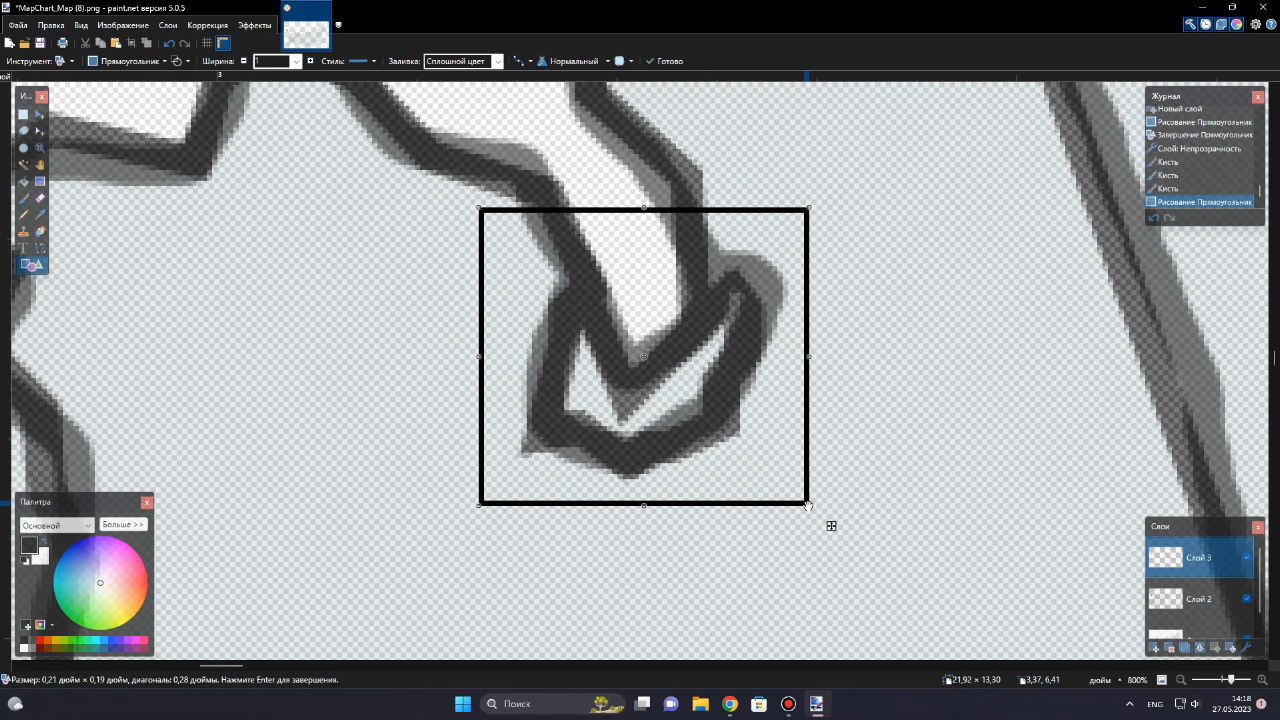 *MapChart_Map (8).png - paint.net версия 5.0.5
Файл Правка Вид Изображение Слои Коррекция Эффекты
Инструмент: Прямоугольник Ширина: 1 Стиль: Заливка: Сплошной цвет Нормальный Готово
3
И... Журнал
Новый слой
Рисование Прямоугольник
Завершение Прямоугольник
Слой: Непрозрачность
Кисть
Кисть
Кисть
Рисование Прямоугольник
Палитра
Основной Больше >>
Слои
Слой 3
Слой 2
Размер: 0,21 дюйм × 0,19 дюйм, диагональ: 0,28 дюймы. Нажмите Enter для завершения. 21,92 × 13,30 3,37, 6,41 дюйм 800%
Поиск ENG 14:18
27.05.2023